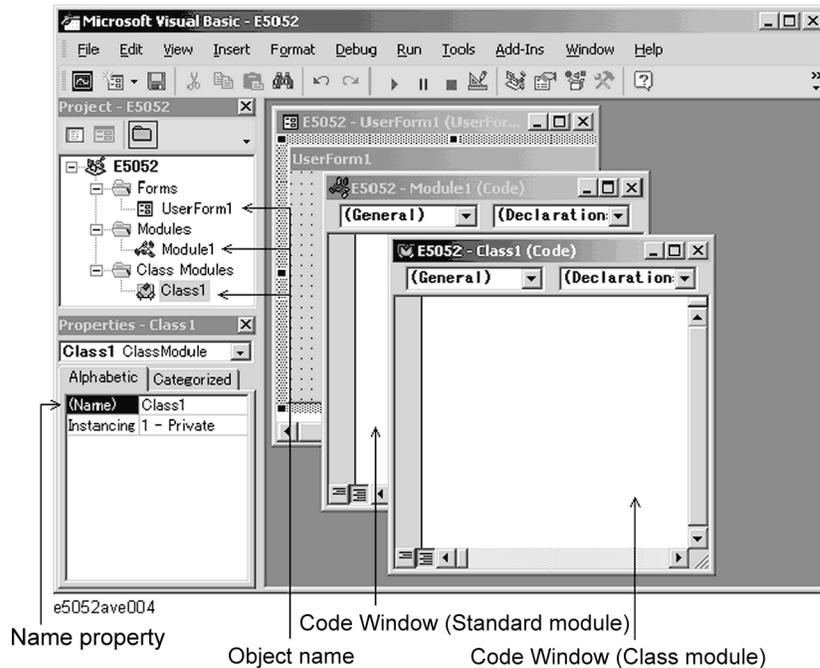 Microsoft Visual Basic - E5052
File Edit View Insert Format Debug Run Tools Add-Ins Window Help
Project - E5052
E5052
Forms
UserForm1
Modules
Module1
Class Modules
Class1
Properties - Class1
Class1 ClassModule
Alphabetic Categorized
(Name) Class1
Instancing 1 - Private
E5052 - UserForm1 (UserFor...
UserForm1
E5052 - Module1 (Code)
(General) (Declaration
E5052 - Class1 (Code)
(General) (Declaration
e5052ave004
Name property
Object name
Code Window (Standard module)
Code Window (Class module)